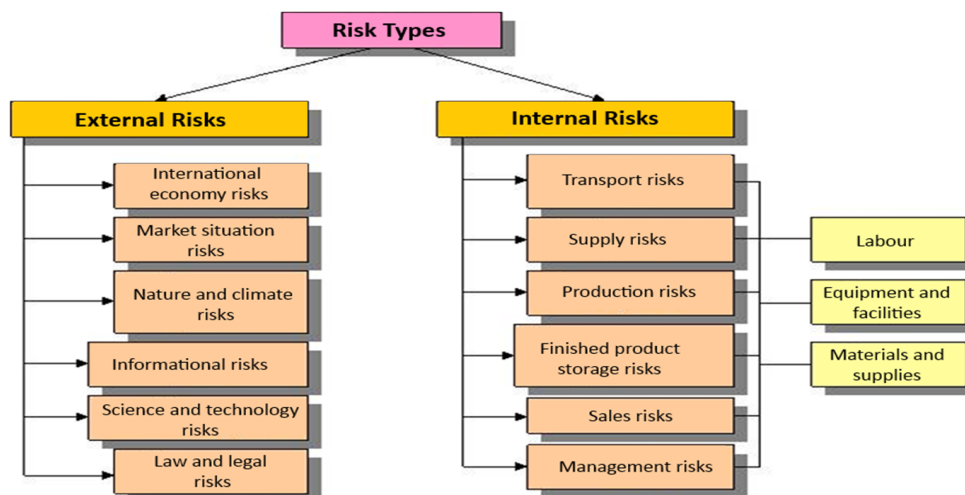 Risk Types
External Risks
International
economy risks
Market situation
risks
Nature and climate
risks
Informational risks
Science and technology
risks
Law and legal
risks
Internal Risks
Transport risks
Supply risks
Production risks
Finished product
storage risks
Sales risks
Management risks
Labour
Equipment and
facilities
Materials and
supplies